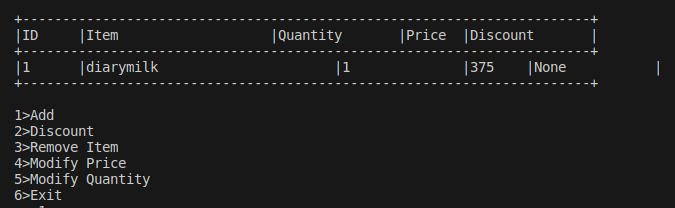 +-----------------------------------------------------------------------+
|ID     |Item                   |Quantity       |Price  |Discount       |
+-----------------------------------------------------------------------+
|1      |diarymilk                      |1              |375    |None           |
+-----------------------------------------------------------------------+
1>Add
2>Discount
3>Remove Item
4>Modify Price
5>Modify Quantity
6>Exit